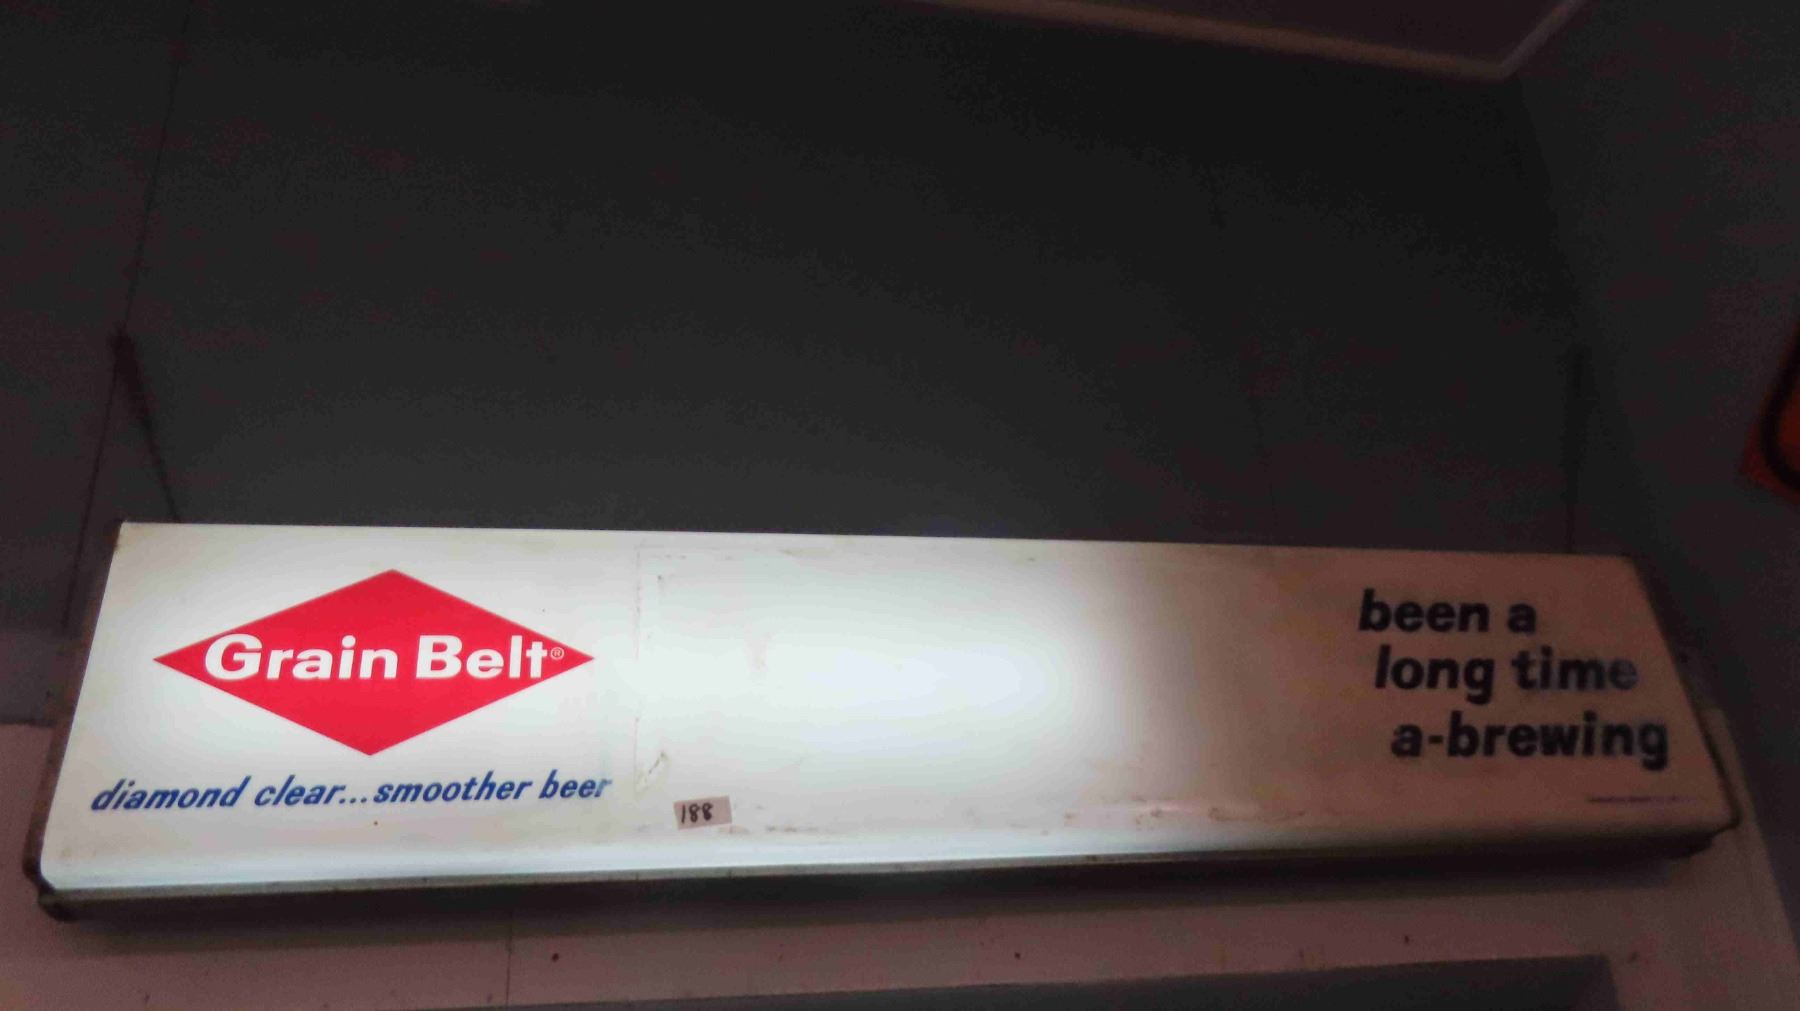 Grain Belt®
diamond clear...smoother beer
188
been a
long time
a-brewing